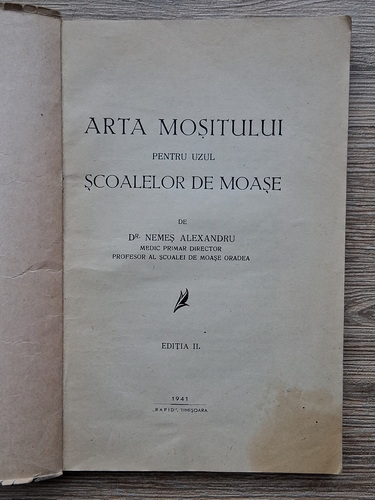 ARTA MOȘITULUI
PENTRU UZUL
ȘCOALELOR DE MOAȘE
DE
DR. NEMEȘ ALEXANDRU
MEDIC PRIMAR DIRECTOR
PROFESOR AL ȘCOALEI DE MOAȘE ORADEA
EDIȚIA II.
1941
„RAPID", TIMIȘOARA